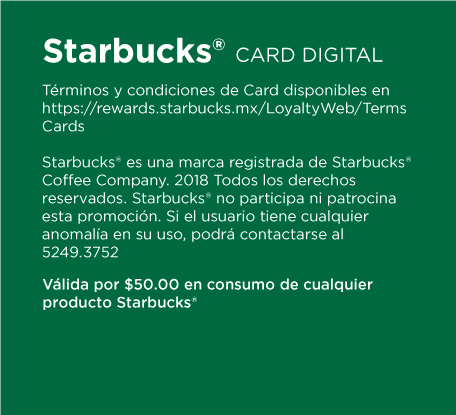 Starbucks® CARD DIGITAL
Términos y condiciones de Card disponibles en
https://rewards.starbucks.mx/LoyaltyWeb/Terms
Cards
Starbucks® es una marca registrada de Starbucks®
Coffee Company. 2018 Todos los derechos
reservados. Starbucks® no participa ni patrocina
esta promoción. Si el usuario tiene cualquier
anomalía en su uso, podrá contactarse al
5249.3752
Válida por $50.00 en consumo de cualquier
producto Starbucks®